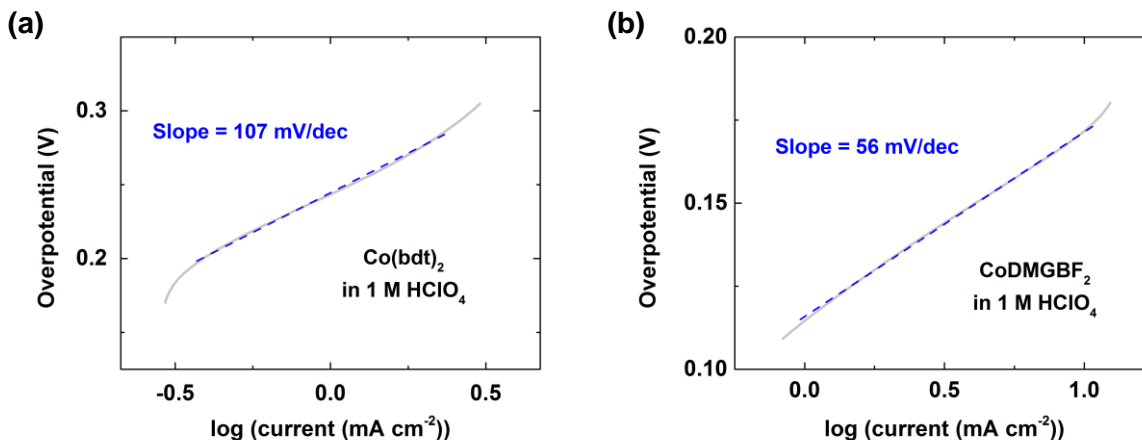 (a)
Overpotential (V)
0.3
0.2
Slope = 107 mV/dec
Co(bdt)₂
in 1 M HClO₄
-0.5
0.0
0.5
log (current (mA cm⁻²))
(b)
Overpotential (V)
0.20
0.15
0.10
Slope = 56 mV/dec
CoDMGBF₂
in 1 M HClO₄
0.0
0.5
1.0
log (current (mA cm⁻²))